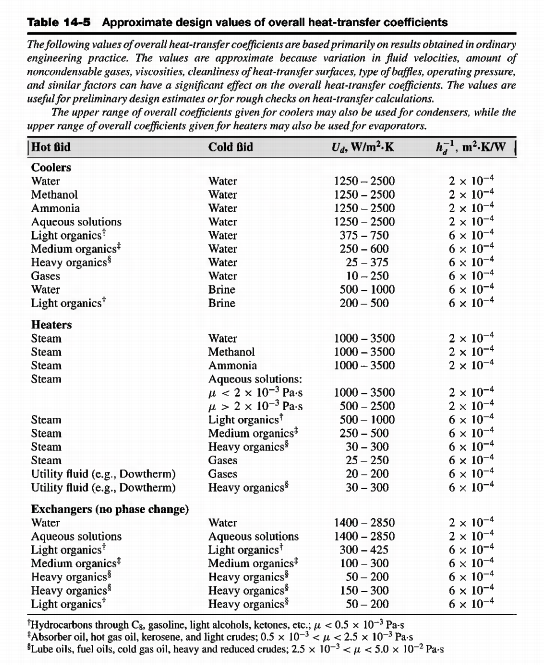 Table 14-5 Approximate design values of overall heat-transfer coefficients
The following values of overall heat-transfer coefficients are based primarily on results obtained in ordinary
engineering practice. The values are approximate because variation in fluid velocities, amount of
noncondensable gases, viscosities, cleanliness of heat-transfer surfaces, type of baffles, operating pressure,
and similar factors can have a significant effect on the overall heat-transfer coefficients. The values are
useful for preliminary design estimates or for rough checks on heat-transfer calculations.
The upper range of overall coefficients given for coolers may also be used for condensers, while the
upper range of overall coefficients given for heaters may also be used for evaporators.
Hot fluid Cold fluid U_d, W/m²·K h_d⁻¹, m²·K/W
Coolers
Water Water 1250 – 2500 2 × 10⁻⁴
Methanol Water 1250 – 2500 2 × 10⁻⁴
Ammonia Water 1250 – 2500 2 × 10⁻⁴
Aqueous solutions Water 1250 – 2500 2 × 10⁻⁴
Light organics† Water 375 – 750 6 × 10⁻⁴
Medium organics‡ Water 250 – 600 6 × 10⁻⁴
Heavy organics§ Water 25 – 375 6 × 10⁻⁴
Gases Water 10 – 250 6 × 10⁻⁴
Water Brine 500 – 1000 6 × 10⁻⁴
Light organics† Brine 200 – 500 6 × 10⁻⁴
Heaters
Steam Water 1000 – 3500 2 × 10⁻⁴
Steam Methanol 1000 – 3500 2 × 10⁻⁴
Steam Ammonia 1000 – 3500 2 × 10⁻⁴
Steam Aqueous solutions:
μ < 2 × 10⁻³ Pa·s 1000 – 3500 2 × 10⁻⁴
μ > 2 × 10⁻³ Pa·s 500 – 2500 2 × 10⁻⁴
Steam Light organics† 500 – 1000 6 × 10⁻⁴
Steam Medium organics‡ 250 – 500 6 × 10⁻⁴
Steam Heavy organics§ 30 – 300 6 × 10⁻⁴
Steam Gases 25 – 250 6 × 10⁻⁴
Utility fluid (e.g., Dowtherm) Gases 20 – 200 6 × 10⁻⁴
Utility fluid (e.g., Dowtherm) Heavy organics§ 30 – 300 6 × 10⁻⁴
Exchangers (no phase change)
Water Water 1400 – 2850 2 × 10⁻⁴
Aqueous solutions Aqueous solutions 1400 – 2850 2 × 10⁻⁴
Light organics† Light organics† 300 – 425 6 × 10⁻⁴
Medium organics‡ Medium organics‡ 100 – 300 6 × 10⁻⁴
Heavy organics§ Heavy organics§ 50 – 200 6 × 10⁻⁴
Heavy organics§ Heavy organics§ 150 – 300 6 × 10⁻⁴
Light organics† Heavy organics§ 50 – 200 6 × 10⁻⁴
†Hydrocarbons through C₈, gasoline, light alcohols, ketones, etc.; μ < 0.5 × 10⁻³ Pa·s
‡Absorber oil, hot gas oil, kerosene, and light crudes; 0.5 × 10⁻³ < μ < 2.5 × 10⁻³ Pa·s
§Lube oils, fuel oils, cold gas oil, heavy and reduced crudes; 2.5 × 10⁻³ < μ < 5.0 × 10⁻² Pa·s